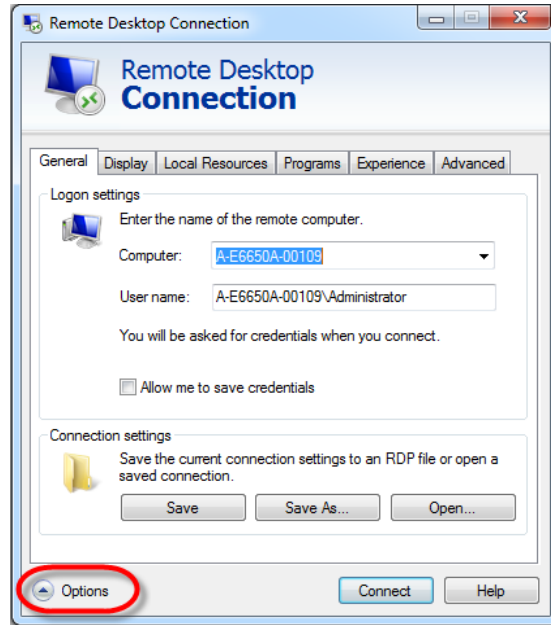 Remote Desktop Connection
Remote Desktop
Connection
General Display Local Resources Programs Experience Advanced
Logon settings
Enter the name of the remote computer.
Computer: A-E6650A-00109
User name: A-E6650A-00109\Administrator
You will be asked for credentials when you connect.
Allow me to save credentials
Connection settings
Save the current connection settings to an RDP file or open a
saved connection.
Save Save As... Open...
Options Connect Help